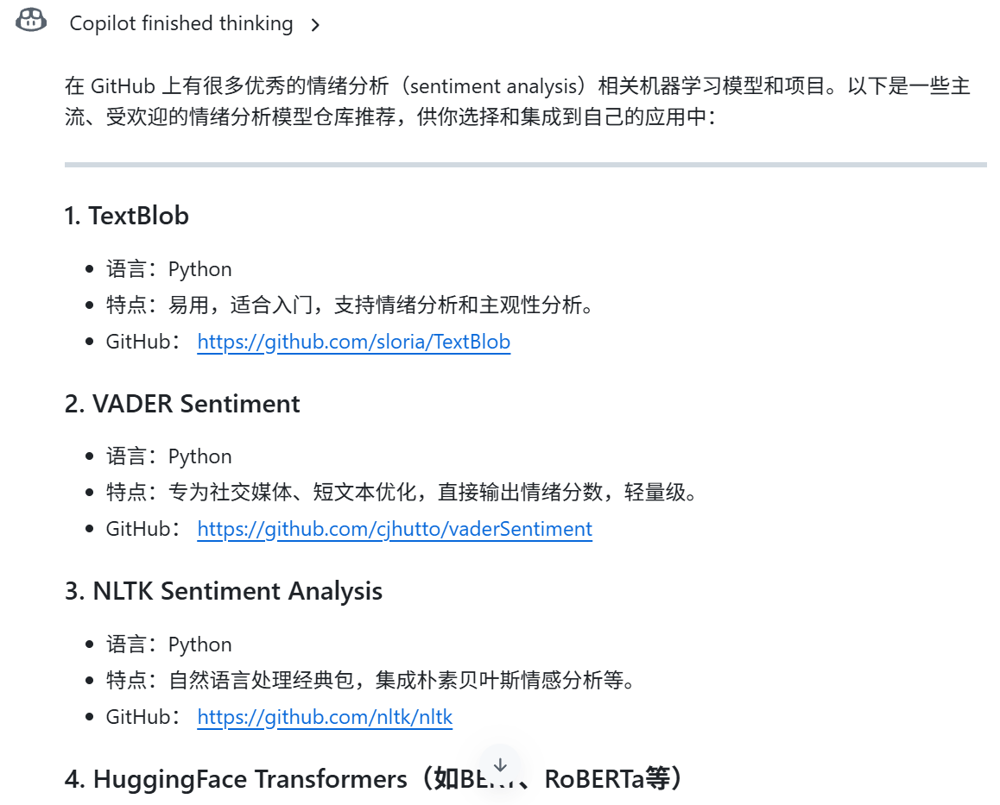 Copilot finished thinking
在 GitHub 上有很多优秀的情绪分析（sentiment analysis）相关机器学习模型和项目。以下是一些主
流、受欢迎的情绪分析模型仓库推荐，供你选择和集成到自己的应用中：
1. TextBlob
• 语言：Python
• 特点：易用，适合入门，支持情绪分析和主观性分析。
• GitHub： https://github.com/sloria/TextBlob
2. VADER Sentiment
• 语言：Python
• 特点：专为社交媒体、短文本优化，直接输出情绪分数，轻量级。
• GitHub： https://github.com/cjhutto/vaderSentiment
3. NLTK Sentiment Analysis
• 语言：Python
• 特点：自然语言处理经典包，集成朴素贝叶斯情感分析等。
• GitHub： https://github.com/nltk/nltk
4. HuggingFace Transformers（如BERT、RoBERTa等）